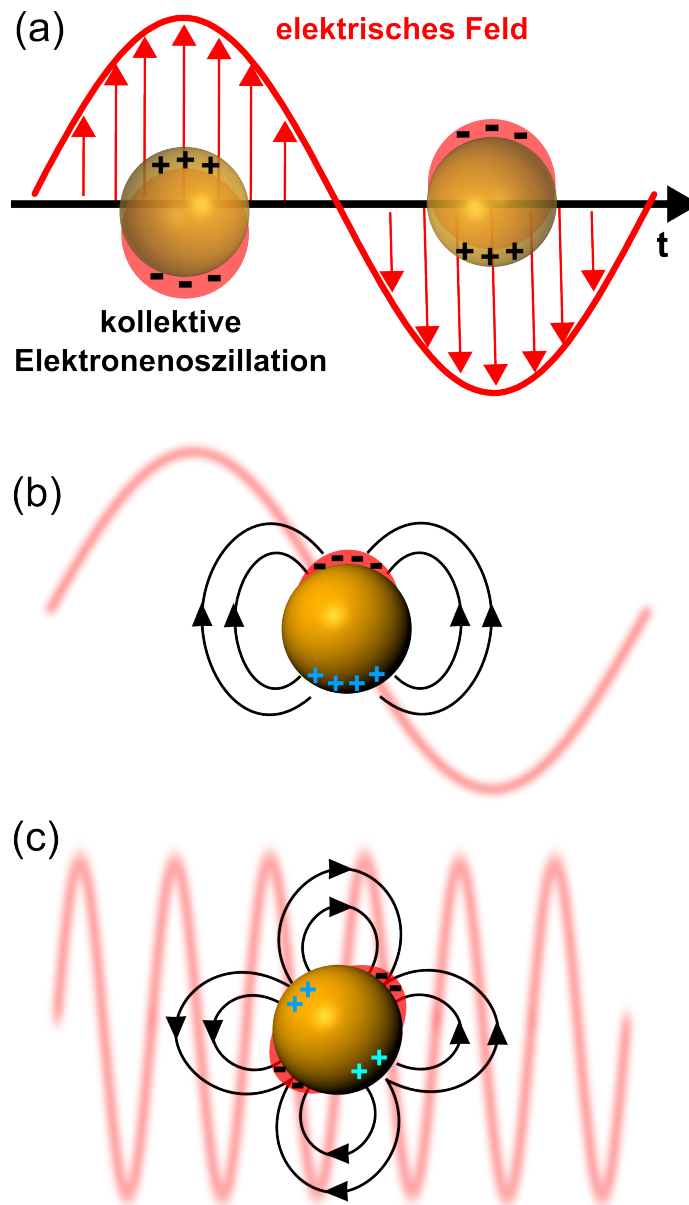 (a)
elektrisches Feld
- - -
+ + +
t
+ + +
- - -
kollektive
Elektronenoszillation
(b)
- - - -
+ + + +
(c)
- -
+ +
+ +
- -